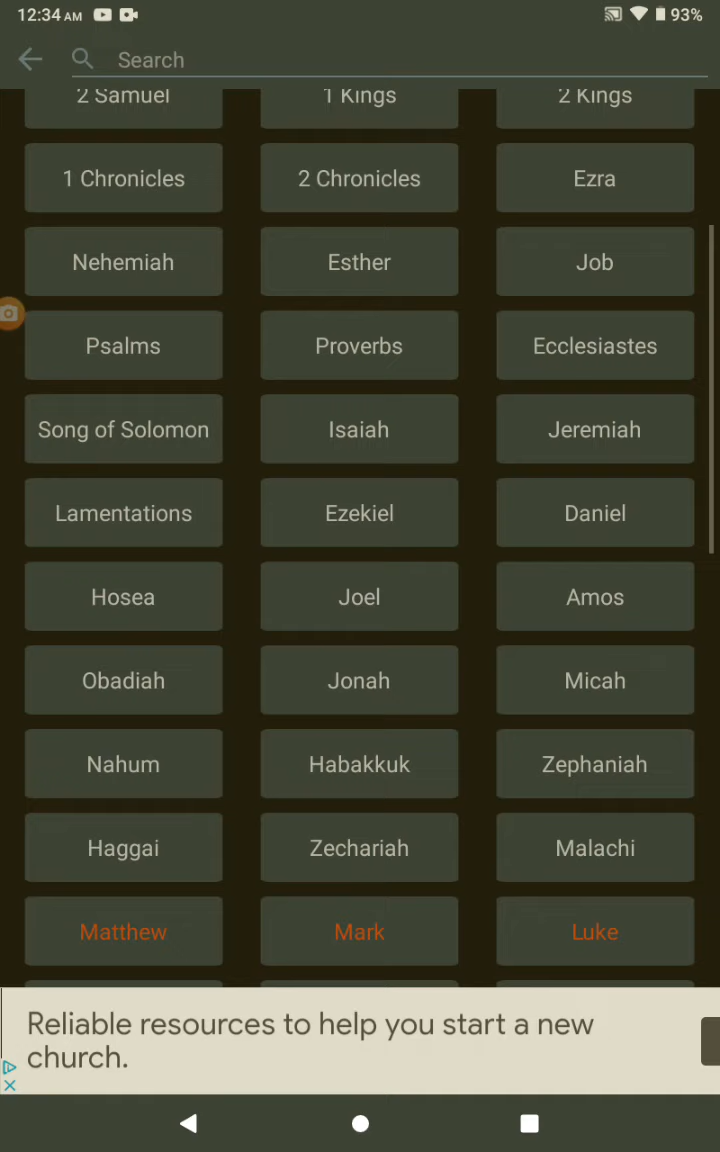 12:34 AM 93%
Search
2 Samuel 1 Kings 2 Kings
1 Chronicles 2 Chronicles Ezra
Nehemiah Esther Job
Psalms Proverbs Ecclesiastes
Song of Solomon Isaiah Jeremiah
Lamentations Ezekiel Daniel
Hosea Joel Amos
Obadiah Jonah Micah
Nahum Habakkuk Zephaniah
Haggai Zechariah Malachi
Matthew Mark Luke
Reliable resources to help you start a new
church.